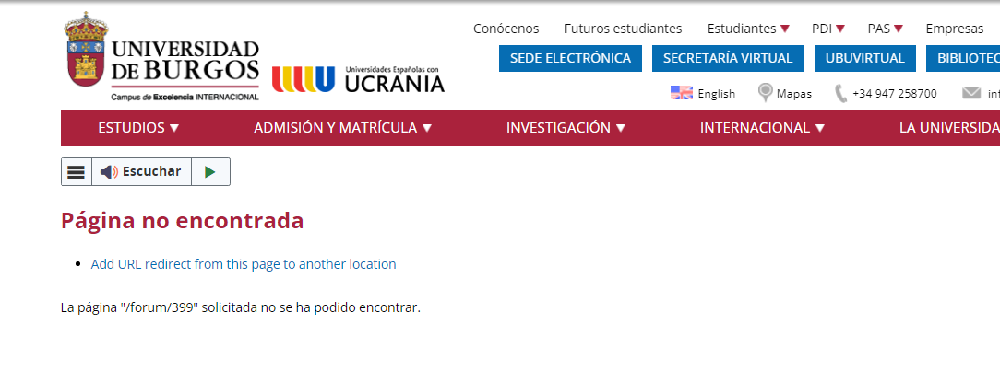 UNIVERSIDAD
DE BURGOS
Campus de Excelencia INTERNACIONAL
Universidades Españolas con
UCRANIA
Conócenos Futuros estudiantes Estudiantes PDI PAS Empresas
SEDE ELECTRÓNICA SECRETARÍA VIRTUAL UBUVIRTUAL BIBLIOTEC
English Mapas +34 947 258700 inf
ESTUDIOS ADMISIÓN Y MATRÍCULA INVESTIGACIÓN INTERNACIONAL LA UNIVERSIDA
Escuchar
Página no encontrada
Add URL redirect from this page to another location
La página "/forum/399" solicitada no se ha podido encontrar.